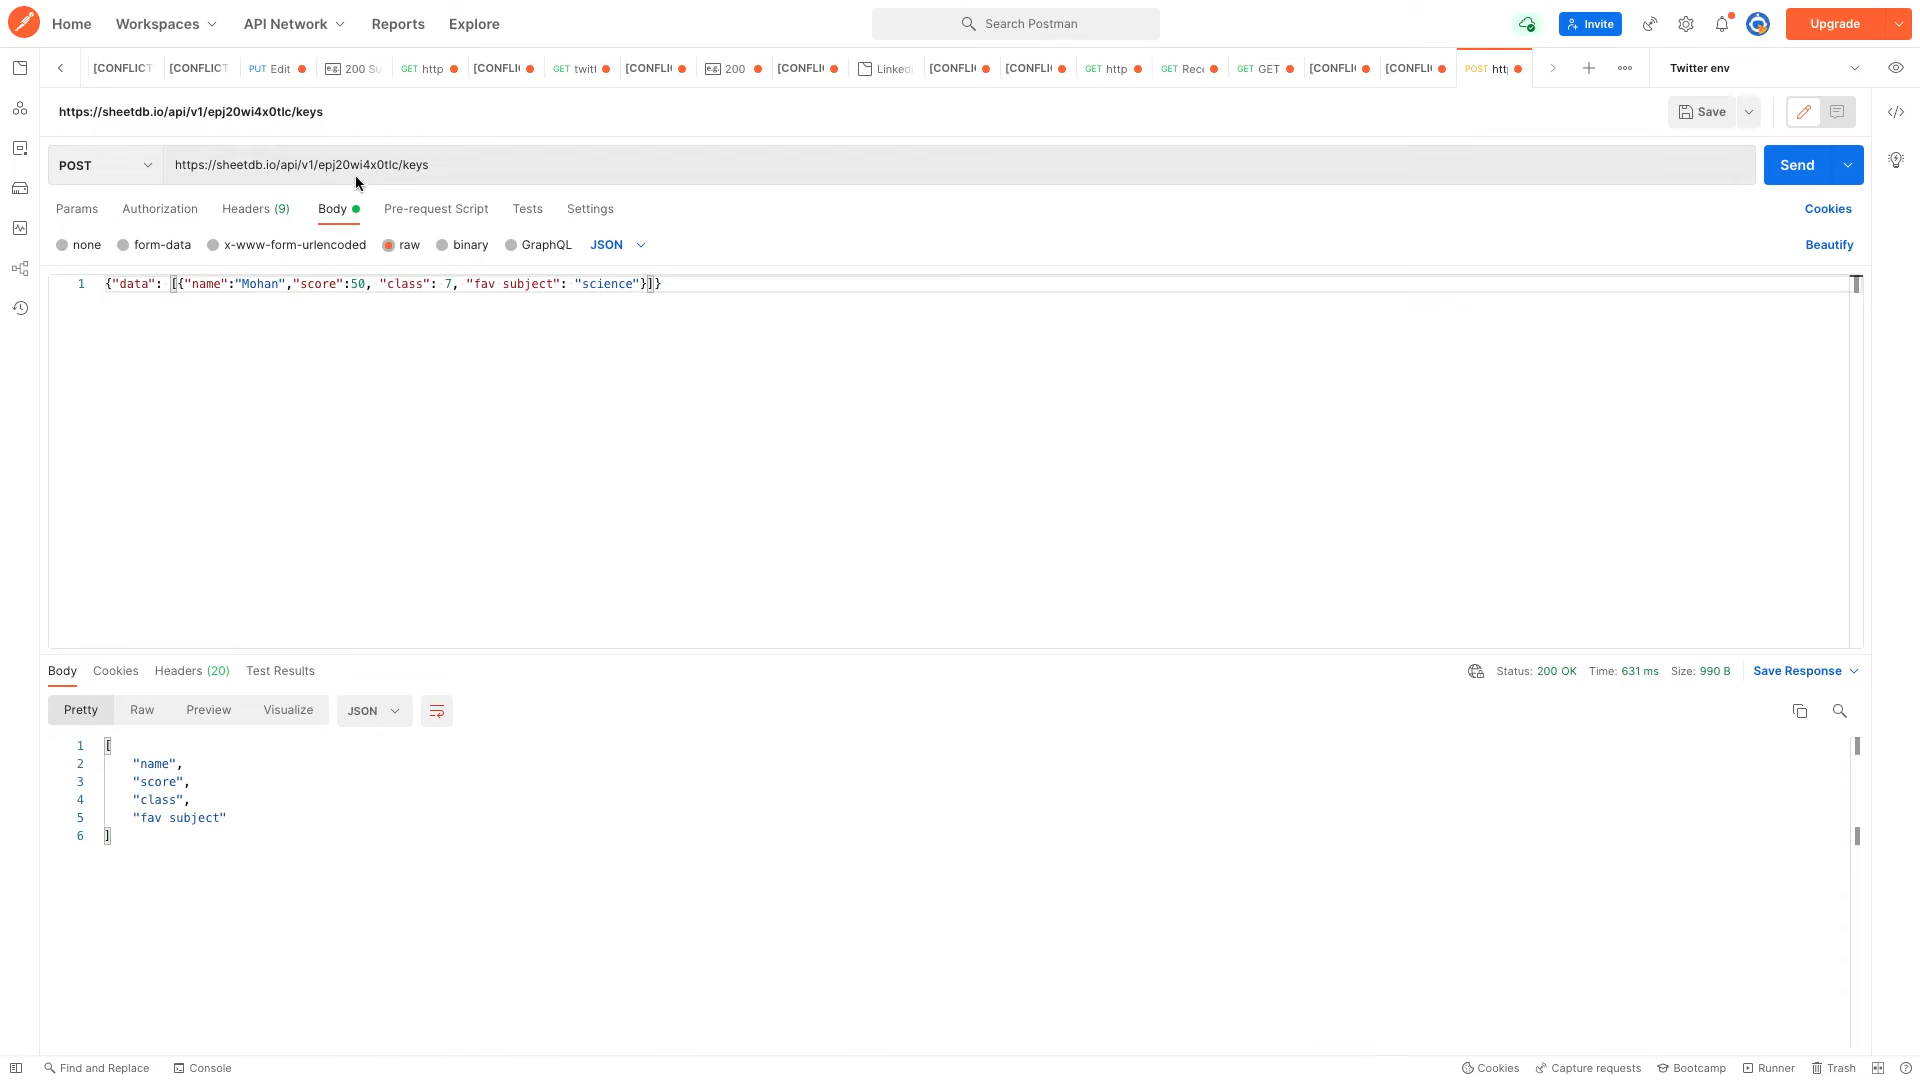 Home Workspaces API Network Reports Explore Search Postman Invite Upgrade
[CONFLICT [CONFLICT PUT Edit e.g. 200 Su GET http [CONFLI GET twitt [CONFLI e.g. 200 [CONFLI Linked [CONFLI [CONFLI GET http GET Rec GET GET [CONFLI [CONFLI POST htt Twitter env
https://sheetdb.io/api/v1/epj20wi4x0tlc/keys Save
POST https://sheetdb.io/api/v1/epj20wi4x0tlc/keys Send
Params Authorization Headers (9) Body Pre-request Script Tests Settings Cookies
none form-data x-www-form-urlencoded raw binary GraphQL JSON Beautify
1 {"data": [{"name":"Mohan","score":50, "class": 7, "fav subject": "science"}]}
Body Cookies Headers (20) Test Results Status: 200 OK Time: 631 ms Size: 990 B Save Response
Pretty Raw Preview Visualize JSON
1 [
2 "name",
3 "score",
4 "class",
5 "fav subject"
6 ]
Find and Replace Console Cookies Capture requests Bootcamp Runner Trash